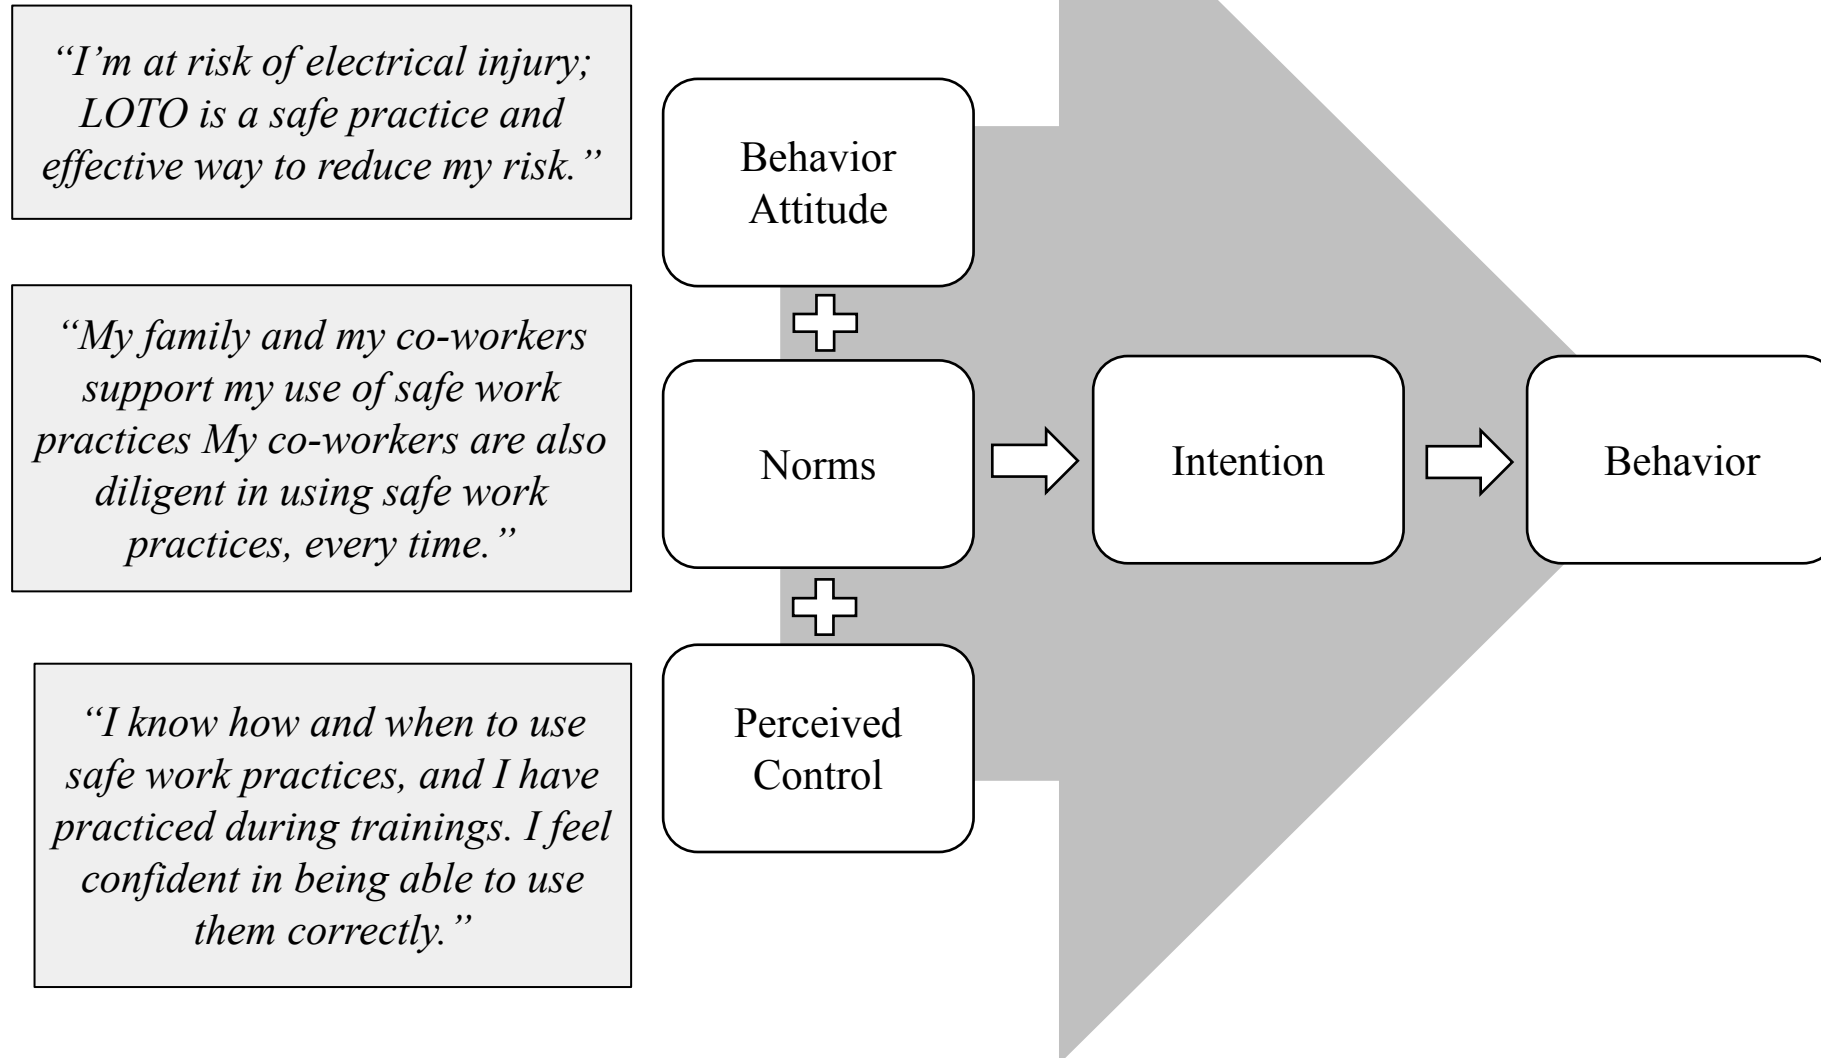 “I’m at risk of electrical injury;
LOTO is a safe practice and
effective way to reduce my risk.”
Behavior
Attitude
“My family and my co-workers
support my use of safe work
practices My co-workers are also
diligent in using safe work
practices, every time.”
Norms
Intention
Behavior
“I know how and when to use
safe work practices, and I have
practiced during trainings. I feel
confident in being able to use
them correctly.”
Perceived
Control